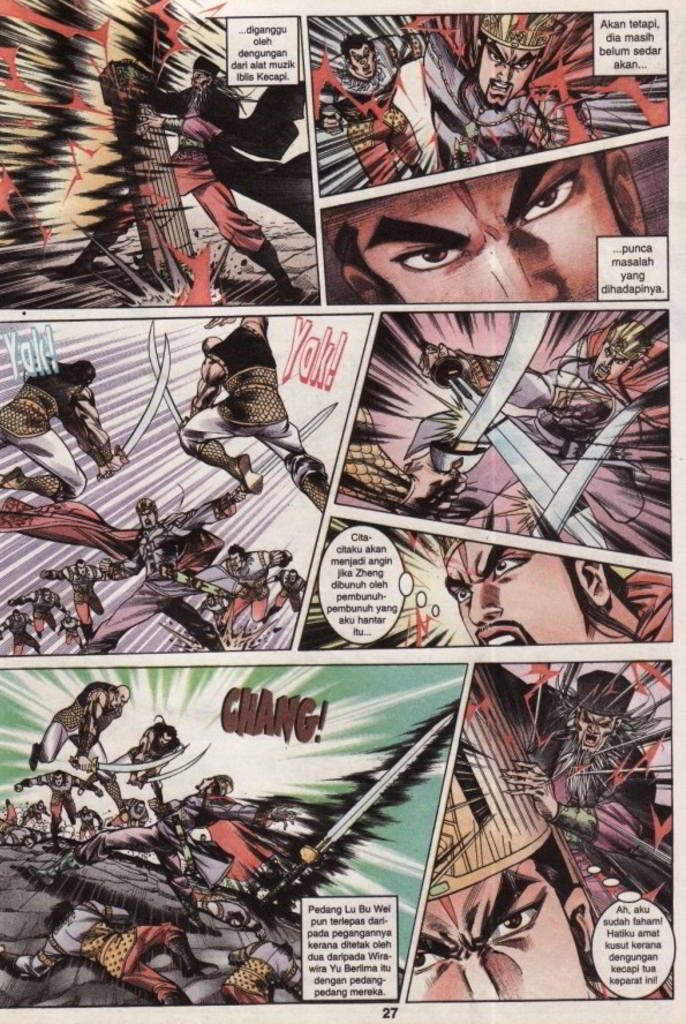 ...diganggu
oleh
dengungan
dari alat muzik
Iblis Kecapi.
Akan tetapi,
dia masih
belum sedar
akan...
...punca
masalah
yang
dihadapinya.
Yah!
Yah!
Cita-
citaku akan
menjadi angin
jika Zheng
dibunuh oleh
pembunuh-
pembunuh yang
aku hantar
itu...
CHANG!
Pedang Lu Bu Wei
pun terlepas dari-
pada pegangannya
kerana ditetak oleh
dua daripada Wira-
wira Yu Berlima itu
dengan pedang-
pedang mereka.
Ah, aku
sudah faham!
Hatiku amat
kusut kerana
dengungan
kecapi tua
keparat ini!
27